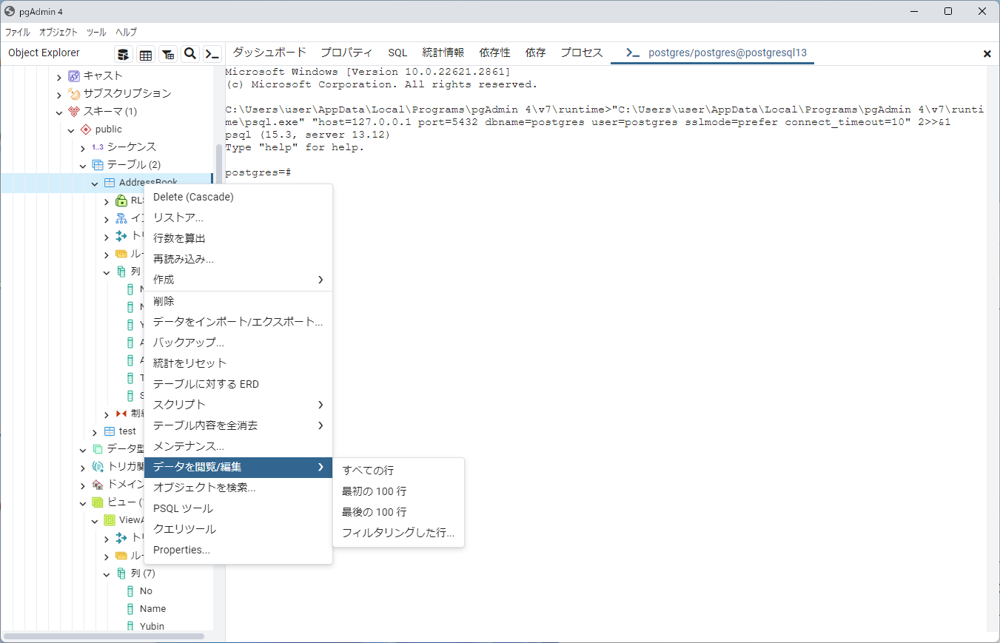 pgAdmin 4
ファイル オブジェクト ツール ヘルプ
Object Explorer
ダッシュボード プロパティ SQL 統計情報 依存性 依存 プロセス postgres/postgres@postgresql13
キャスト
サブスクリプション
スキーマ (1)
public
1..3 シーケンス
テーブル (2)
AddressBook
RLS
イン
トリ
ルー
列
N
N
Y
A
A
T
S
制約
test
データ型
トリガ関
ドメイン
ビュー (
ViewA
トリ
ルー
列 (7)
No
Name
Yubin
Microsoft Windows [Version 10.0.22621.2861]
(c) Microsoft Corporation. All rights reserved.
C:\Users\user\AppData\Local\Programs\pgAdmin 4\v7\runtime>"C:\Users\user\AppData\Local\Programs\pgAdmin 4\v7\runti
me\psql.exe" "host=127.0.0.1 port=5432 dbname=postgres user=postgres sslmode=prefer connect_timeout=10" 2>>&1
psql (15.3, server 13.12)
Type "help" for help.
postgres=#
Delete (Cascade)
リストア...
行数を算出
再読み込み...
作成
削除
データをインポート/エクスポート...
バックアップ...
統計をリセット
テーブルに対する ERD
スクリプト
テーブル内容を全消去
メンテナンス...
データを閲覧/編集
オブジェクトを検索...
PSQL ツール
クエリツール
Properties...
すべての行
最初の 100 行
最後の 100 行
フィルタリングした行...